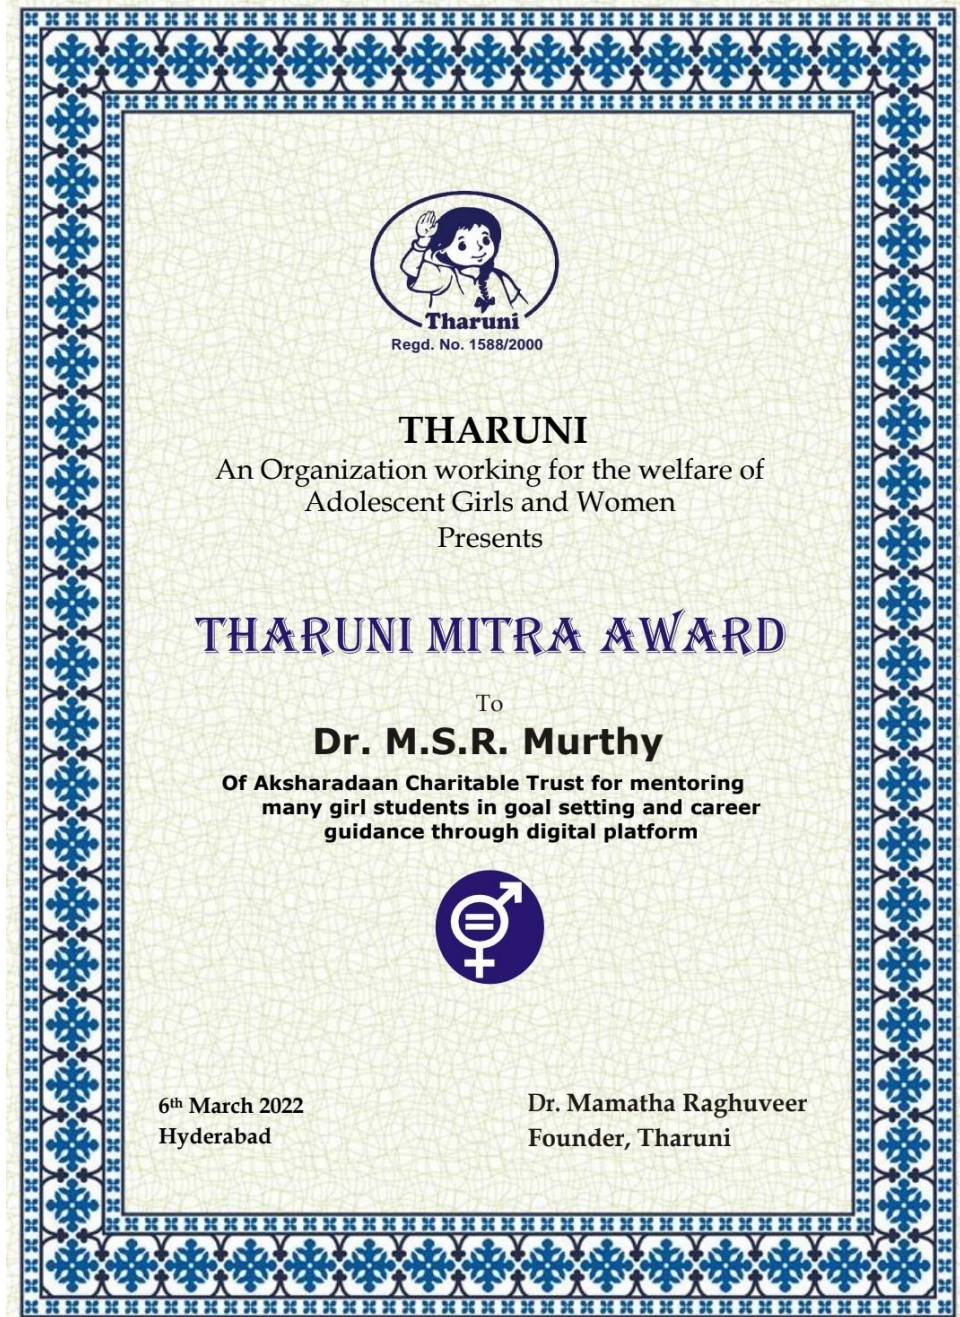 Tharuni
Regd. No. 1588/2000
THARUNI
An Organization working for the welfare of
Adolescent Girls and Women
Presents
THARUNI MITRA AWARD
To
Dr. M.S.R. Murthy
Of Aksharadaan Charitable Trust for mentoring
many girl students in goal setting and career
guidance through digital platform
6th March 2022
Hyderabad
Dr. Mamatha Raghuveer
Founder, Tharuni